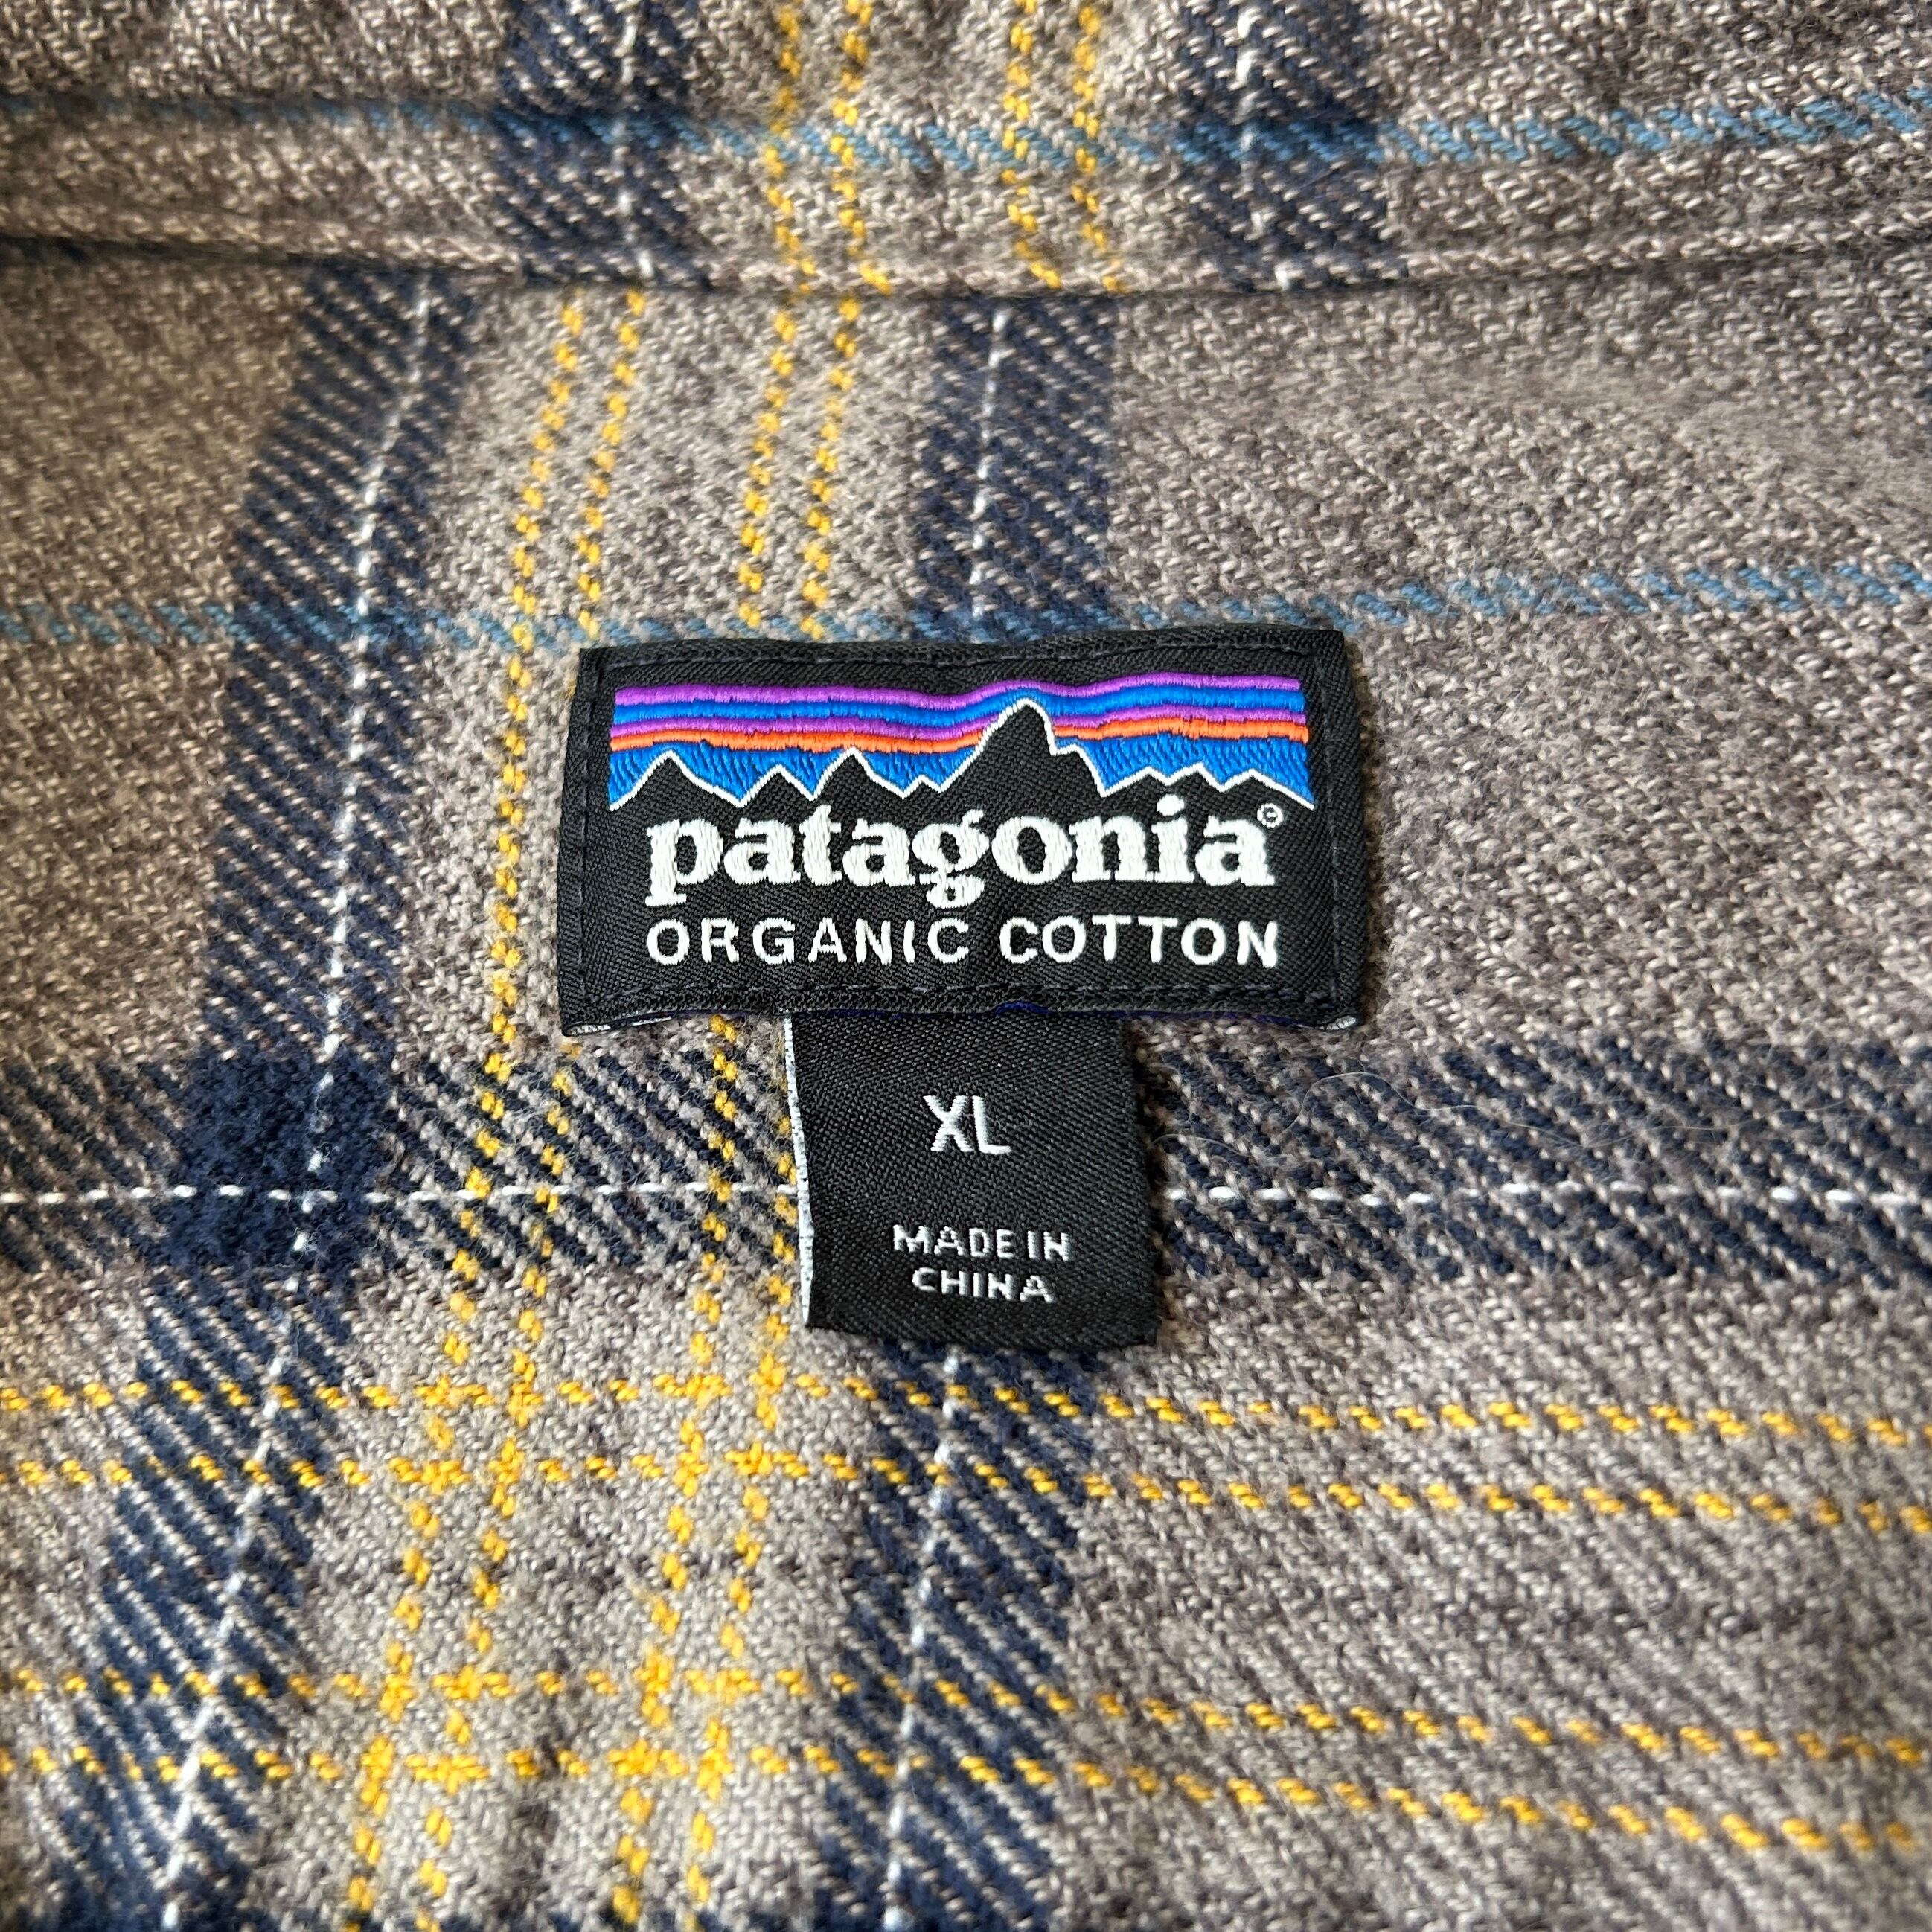 patagonia®
ORGANIC COTTON
XL
MADE IN
CHINA